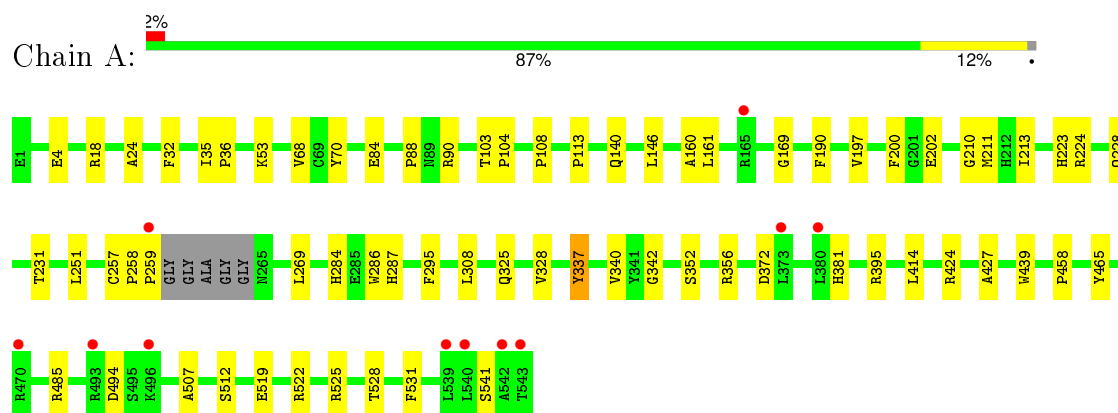 2%
Chain A:
87%
12%
E1 E4 R18 A24 F32 I35 P36 K53 V68 C69 Y70 E84 P88 N89 R90 T103 P104 P108 P113 Q140 L146 A160 L161 R165 G169 F190 V197 F200 G201 E202 G210 M211 H212 I213 H223 R224
T231 L251 C257 P258 P259 GLY GLY ALA GLY GLY N265 L269 H284 E285 W286 H287 F295 L308 Q325 V328 Y337 V340 Y341 G342 S352 R356 D372 L373 L380 H381 R395 L414 R424 A427 W439 P458 Y465
R470 R485 R493 D494 S495 K496 A507 S512 E519 R522 R525 T528 F531 L539 L540 S541 A542 T543